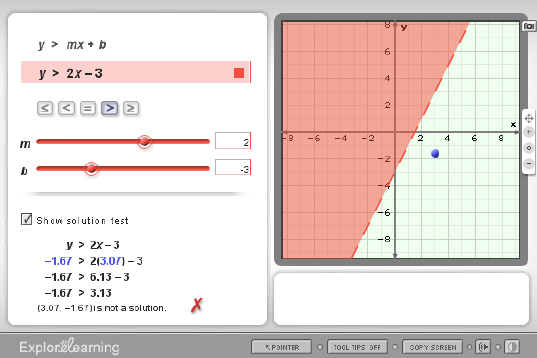 y > mx + b
y > 2x – 3
≤ < = > ≥
m 2
b -3
Show solution test
y > 2x – 3
–1.67 > 2(3.07) – 3
–1.67 > 6.13 – 3
–1.67 > 3.13
(3.07, –1.67) is not a solution.
y
x
8
6
4
2
-8 -6 -4 -2 2 4 6 8
-2
-4
-6
-8
ExploreLearning
POINTER
TOOL TIPS: OFF
COPY SCREEN